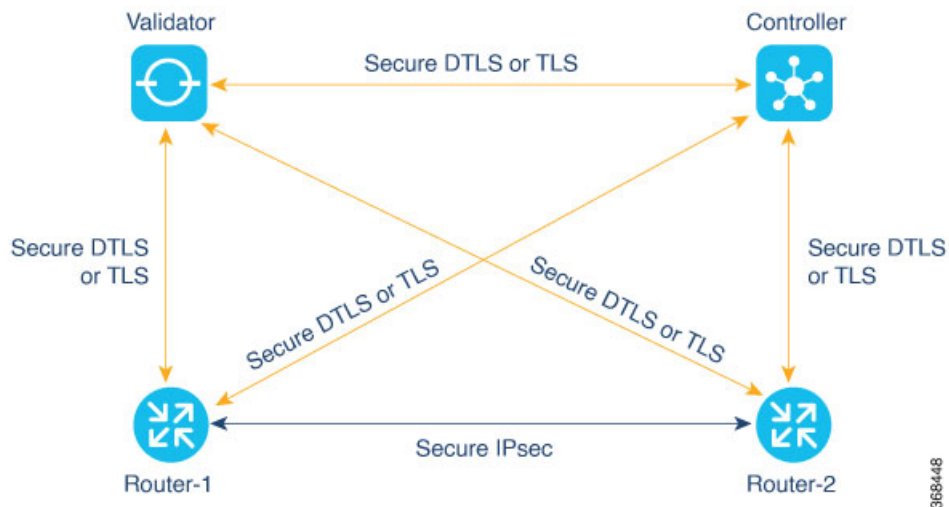 Validator
Controller
Secure DTLS or TLS
Secure DTLS
or TLS
Secure DTLS or TLS
Secure DTLS or TLS
Secure DTLS
or TLS
Secure IPsec
Router-1
Router-2
368448